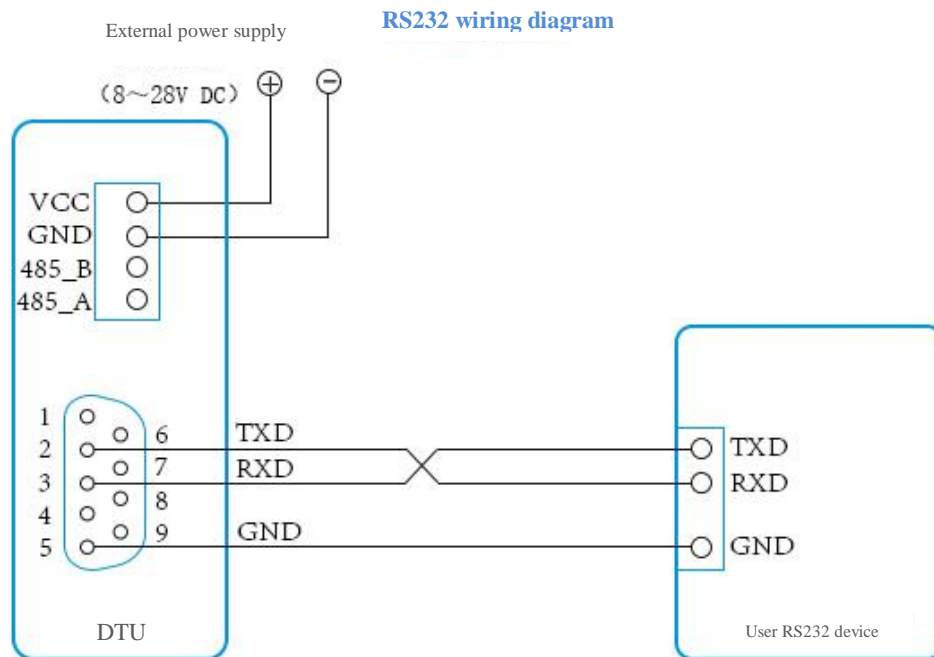 RS232 wiring diagram
External power supply
(8～28V DC)
VCC
GND
485_B
485_A
1
6
TXD
TXD
2
7
RXD
RXD
3
8
4
9
GND
GND
5
DTU
User RS232 device